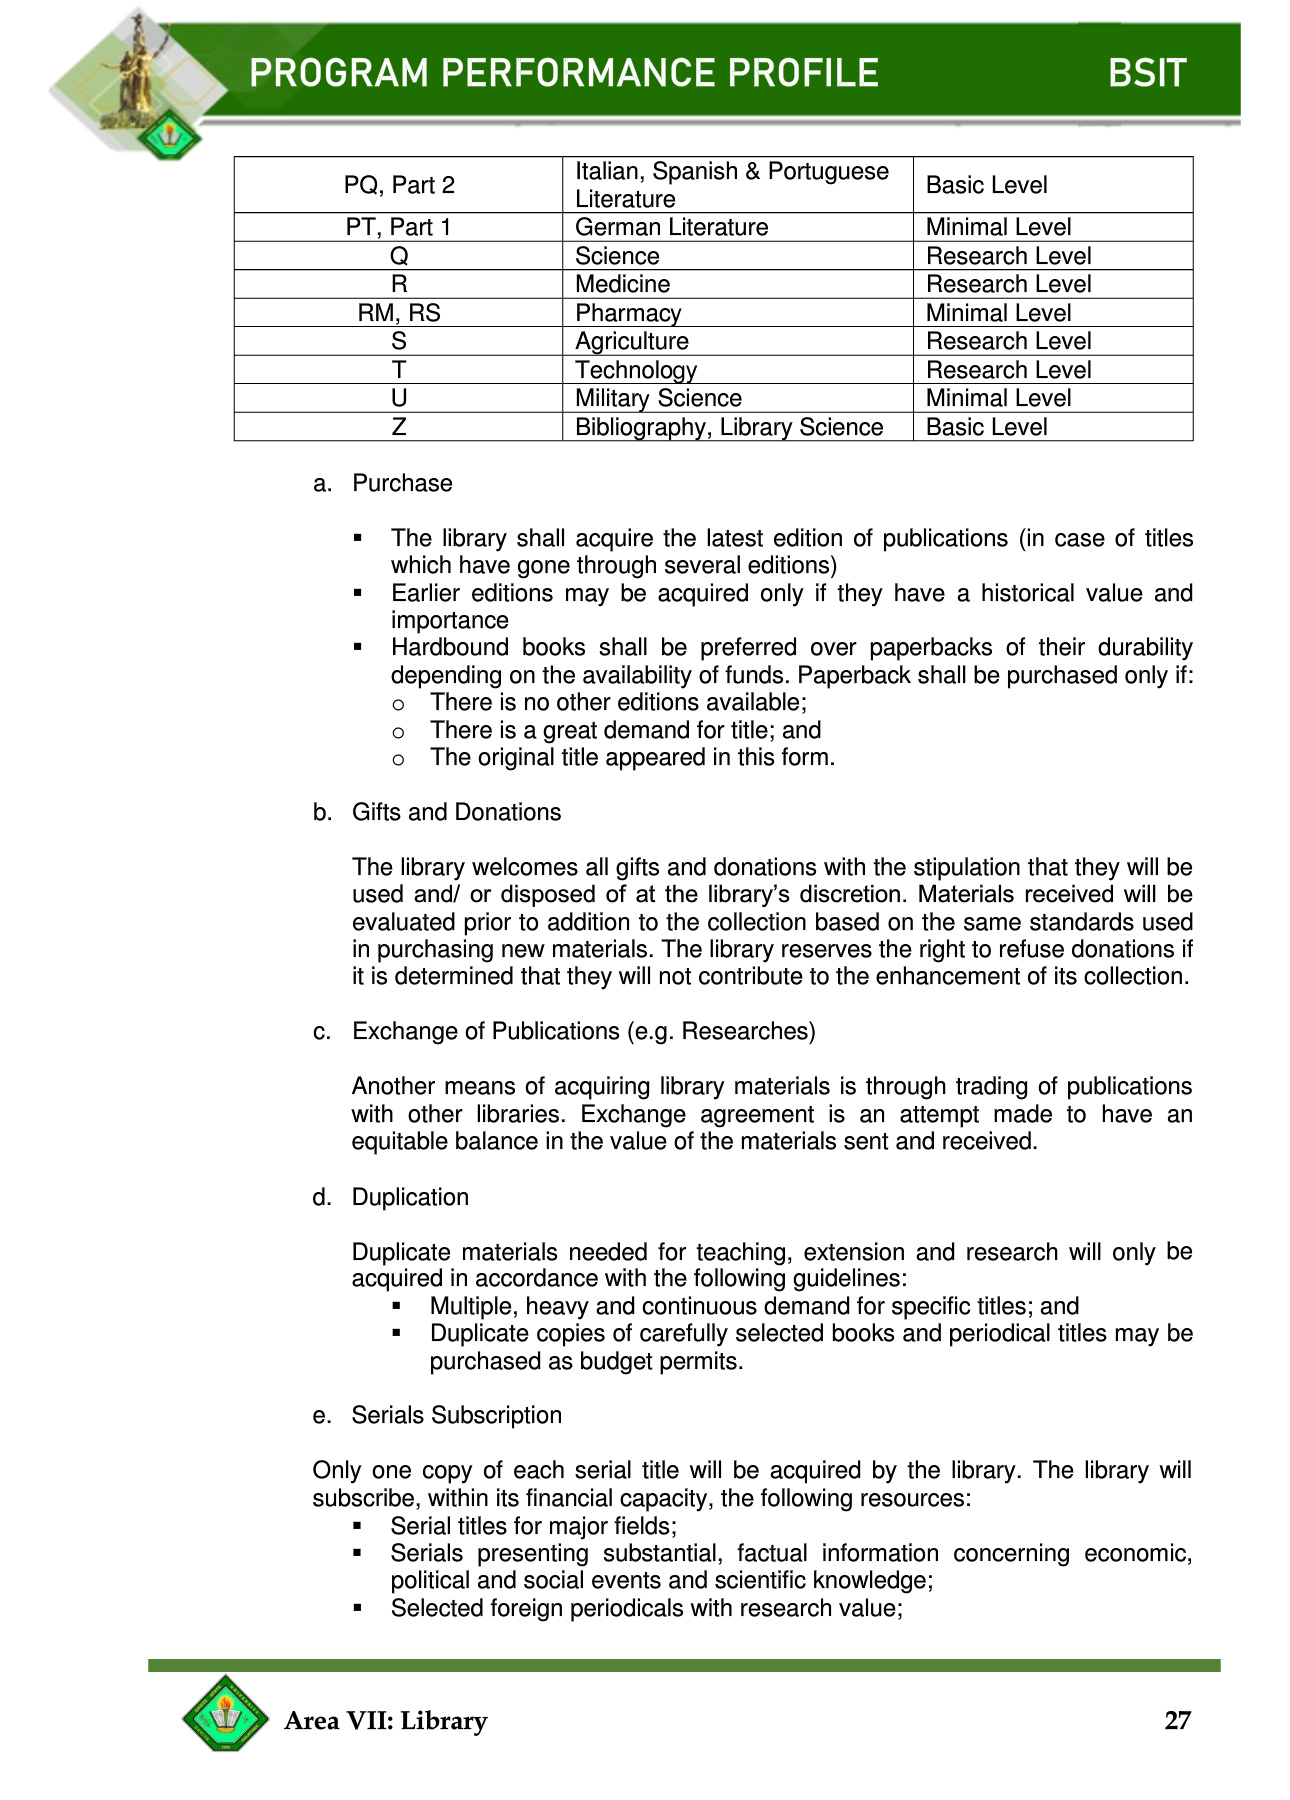 PROGRAM PERFORMANCE PROFILE BSIT
PQ, Part 2 Italian, Spanish & Portuguese Literature Basic Level
PT, Part 1 German Literature Minimal Level
Q Science Research Level
R Medicine Research Level
RM, RS Pharmacy Minimal Level
S Agriculture Research Level
T Technology Research Level
U Military Science Minimal Level
Z Bibliography, Library Science Basic Level
a. Purchase
▪ The library shall acquire the latest edition of publications (in case of titles
which have gone through several editions)
▪ Earlier editions may be acquired only if they have a historical value and
importance
▪ Hardbound books shall be preferred over paperbacks of their durability
depending on the availability of funds. Paperback shall be purchased only if:
o There is no other editions available;
o There is a great demand for title; and
o The original title appeared in this form.
b. Gifts and Donations
The library welcomes all gifts and donations with the stipulation that they will be
used and/ or disposed of at the library’s discretion. Materials received will be
evaluated prior to addition to the collection based on the same standards used
in purchasing new materials. The library reserves the right to refuse donations if
it is determined that they will not contribute to the enhancement of its collection.
c. Exchange of Publications (e.g. Researches)
Another means of acquiring library materials is through trading of publications
with other libraries. Exchange agreement is an attempt made to have an
equitable balance in the value of the materials sent and received.
d. Duplication
Duplicate materials needed for teaching, extension and research will only be
acquired in accordance with the following guidelines:
▪ Multiple, heavy and continuous demand for specific titles; and
▪ Duplicate copies of carefully selected books and periodical titles may be
purchased as budget permits.
e. Serials Subscription
Only one copy of each serial title will be acquired by the library. The library will
subscribe, within its financial capacity, the following resources:
▪ Serial titles for major fields;
▪ Serials presenting substantial, factual information concerning economic,
political and social events and scientific knowledge;
▪ Selected foreign periodicals with research value;
Area VII: Library 27